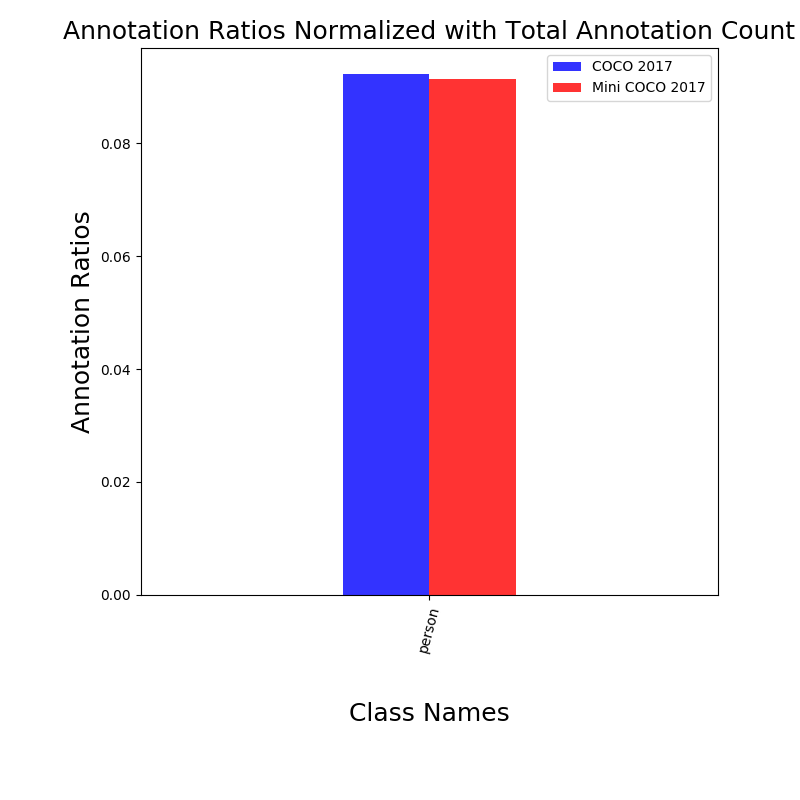 Annotation Ratios Normalized with Total Annotation Count
COCO 2017
Mini COCO 2017
Annotation Ratios
0.08
0.06
0.04
0.02
0.00
person
Class Names